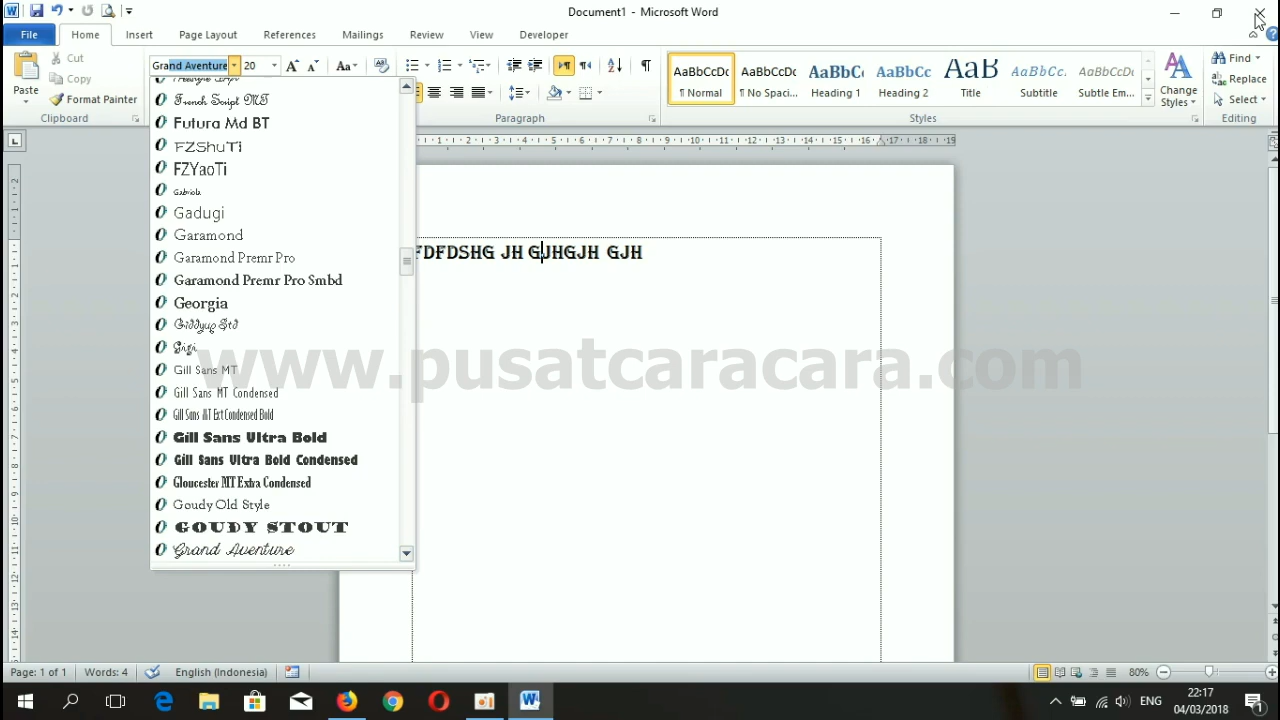 Document1 - Microsoft Word
File Home Insert Page Layout References Mailings Review View Developer
Paste
Cut
Copy
Format Painter
Clipboard
Grand Aventure 20
Aa
Paragraph
AaBbCcDc
¶ Normal
AaBbCcDc
¶ No Spaci...
AaBbCc
Heading 1
AaBbCc
Heading 2
AaB
Title
AaBbCc.
Subtitle
AaBbCcDc
Subtle Em...
Change
Styles
Styles
Find
Replace
Select
Editing
French Script MT
Futura Md BT
FZShuTi
FZYaoTi
Gabriola
Gadugi
Garamond
Garamond Premr Pro
Garamond Premr Pro Smbd
Georgia
Giddyup Std
Gigi
Gill Sans MT
Gill Sans MT Condensed
Gill Sans MT Ext Condensed Bold
Gill Sans Ultra Bold
Gill Sans Ultra Bold Condensed
Gloucester MT Extra Condensed
Goudy Old Style
GOUDY STOUT
Grand Aventure
FDFDSHG JH GJHGJH GJH
www.pusatcaracara.com
Page: 1 of 1 Words: 4 English (Indonesia) 80%
ENG 22:17
04/03/2018